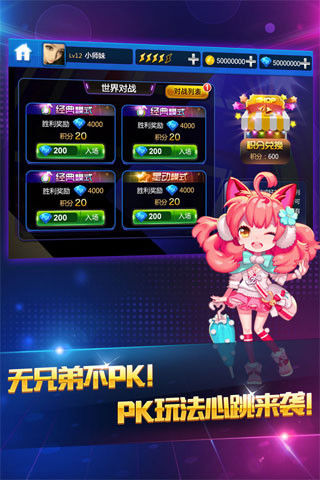 Lv12 小师妹
50000000
50000000
世界对战
对战列表
经典模式
胜利奖励 4000
积分 20
200 入场
经典模式
胜利奖励 4000
积分 20
200 入场
经典模式
胜利奖励 4000
积分 20
200 入场
星动模式
胜利奖励 4000
积分 20
200 入场
积分兑换
积分：600
无兄弟不PK!
PK玩法心跳来袭!